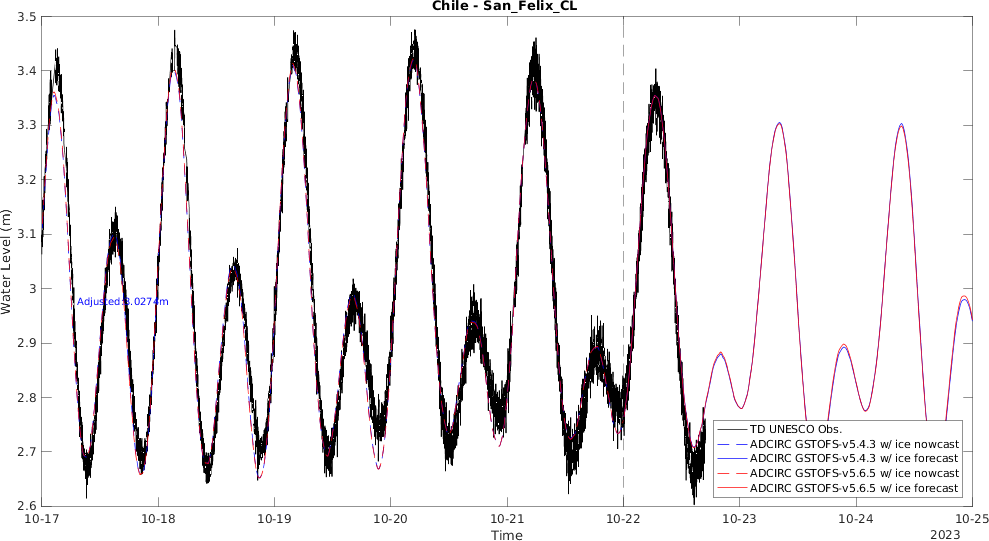 Chile - San_Felix_CL
3.5
3.4
3.3
3.2
3.1
3
2.9
2.8
2.7
2.6
Water Level (m)
Adjusted:3.0274m
TD UNESCO Obs.
ADCIRC GSTOFS-v5.4.3 w/ ice nowcast
ADCIRC GSTOFS-v5.4.3 w/ ice forecast
ADCIRC GSTOFS-v5.6.5 w/ ice nowcast
ADCIRC GSTOFS-v5.6.5 w/ ice forecast
10-17 10-18 10-19 10-20 10-21 10-22 10-23 10-24 10-25
Time
2023